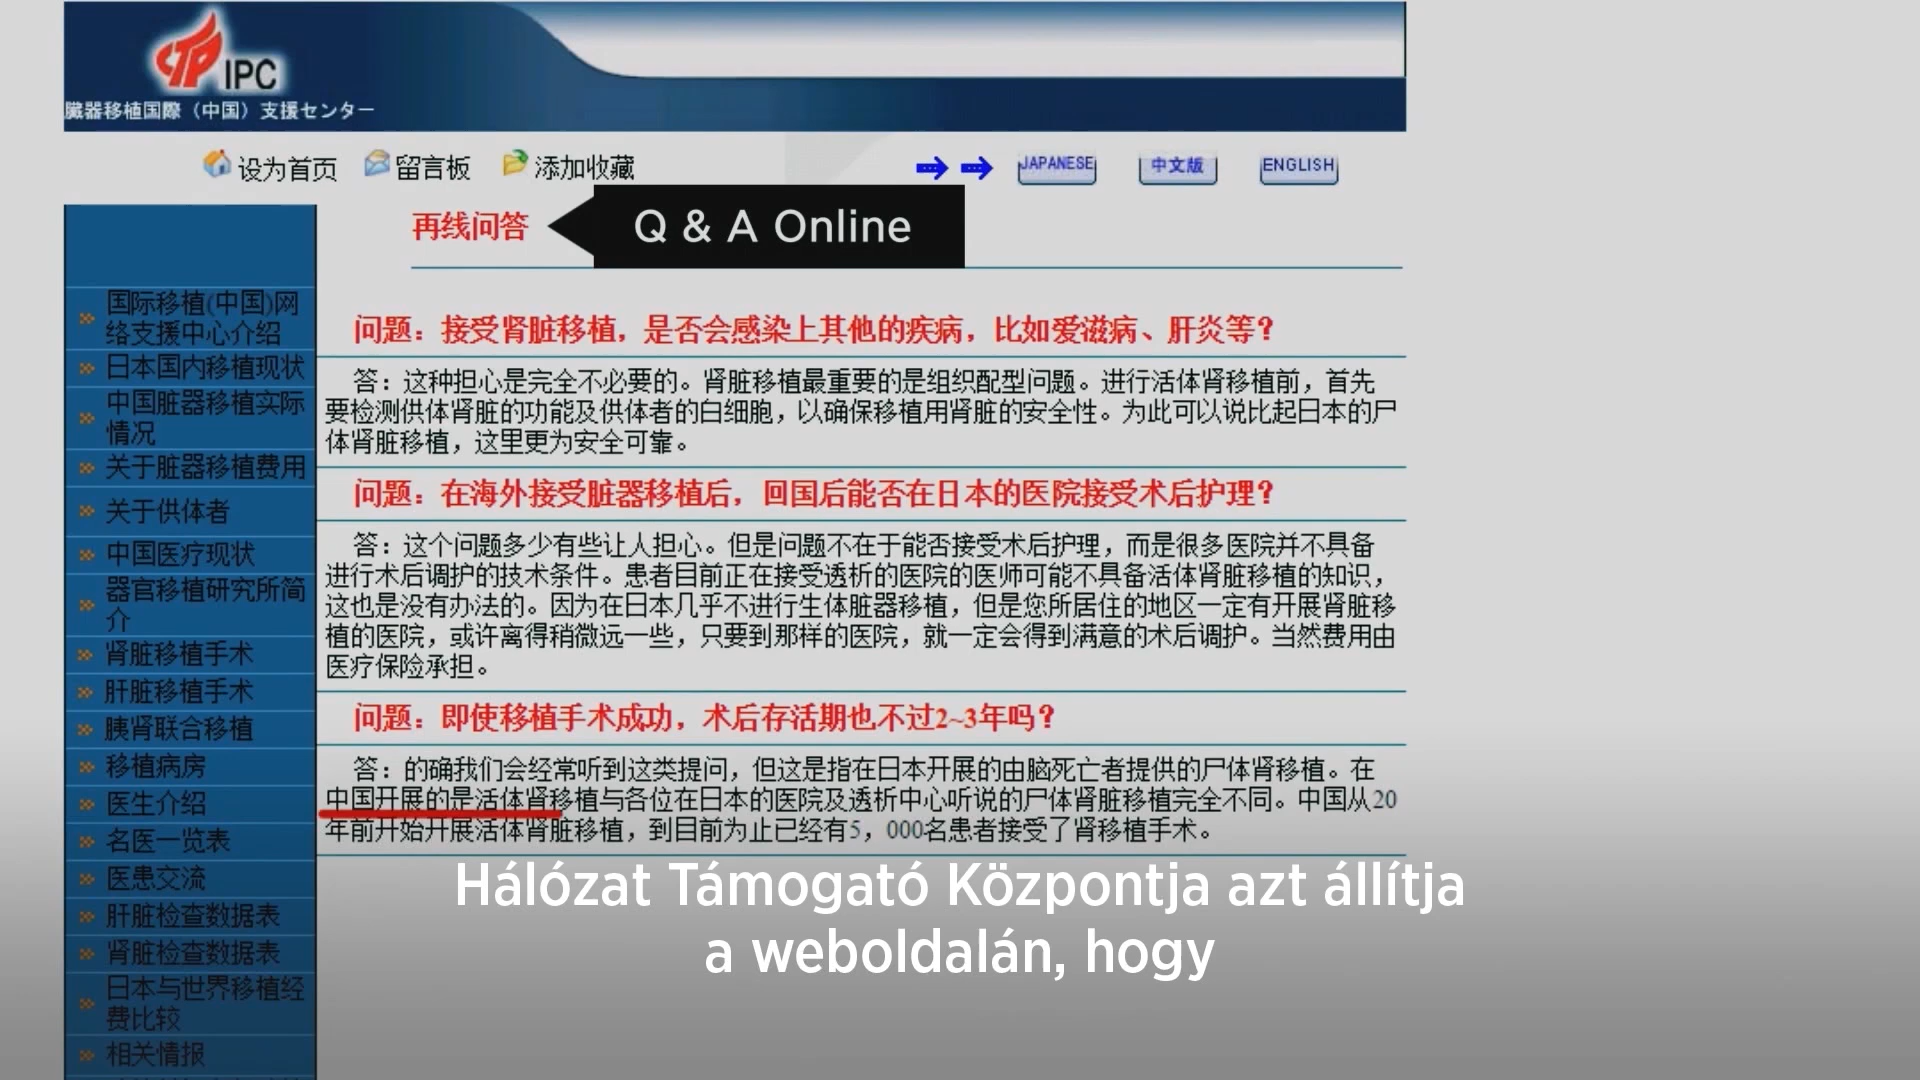 CTP IPC
臓器移植国際（中国）支援センター
设为首页 留言板 添加收藏 JAPANESE 中文版 ENGLISH
再线问答
Q & A Online
国际移植(中国)网
络支援中心介绍
日本国内移植现状
中国脏器移植实际
情况
关于脏器移植费用
关于供体者
中国医疗现状
器官移植研究所简
介
肾脏移植手术
肝脏移植手术
胰肾联合移植
移植病房
医生介绍
名医一览表
医患交流
肝脏检查数据表
肾脏检查数据表
日本与世界移植经
费比较
相关情报
问题：接受肾脏移植，是否会感染上其他的疾病，比如爱滋病、肝炎等？
答：这种担心是完全不必要的。肾脏移植最重要的是组织配型问题。进行活体肾移植前，首先
要检测供体肾脏的功能及供体者的白细胞，以确保移植用肾脏的安全性。为此可以说比起日本的尸
体肾脏移植，这里更为安全可靠。
问题：在海外接受脏器移植后，回国后能否在日本的医院接受术后护理？
答：这个问题多少有些让人担心。但是问题不在于能否接受术后护理，而是很多医院并不具备
进行术后调护的技术条件。患者目前正在接受透析的医院的医师可能不具备活体肾脏移植的知识，
这也是没有办法的。因为在日本几乎不进行生体脏器移植，但是您所居住的地区一定有开展肾脏移
植的医院，或许离得稍微远一些，只要到那样的医院，就一定会得到满意的术后调护。当然费用由
医疗保险承担。
问题：即使移植手术成功，术后存活期也不过2~3年吗？
答：的确我们会经常听到这类提问，但这是指在日本开展的由脑死亡者提供的尸体肾移植。在
中国开展的是活体肾移植与各位在日本的医院及透析中心听说的尸体肾脏移植完全不同。中国从20
年前开始开展活体肾脏移植，到目前为止已经有5，000名患者接受了肾移植手术。
Hálózat Támogató Központja azt állítja
a weboldalán, hogy